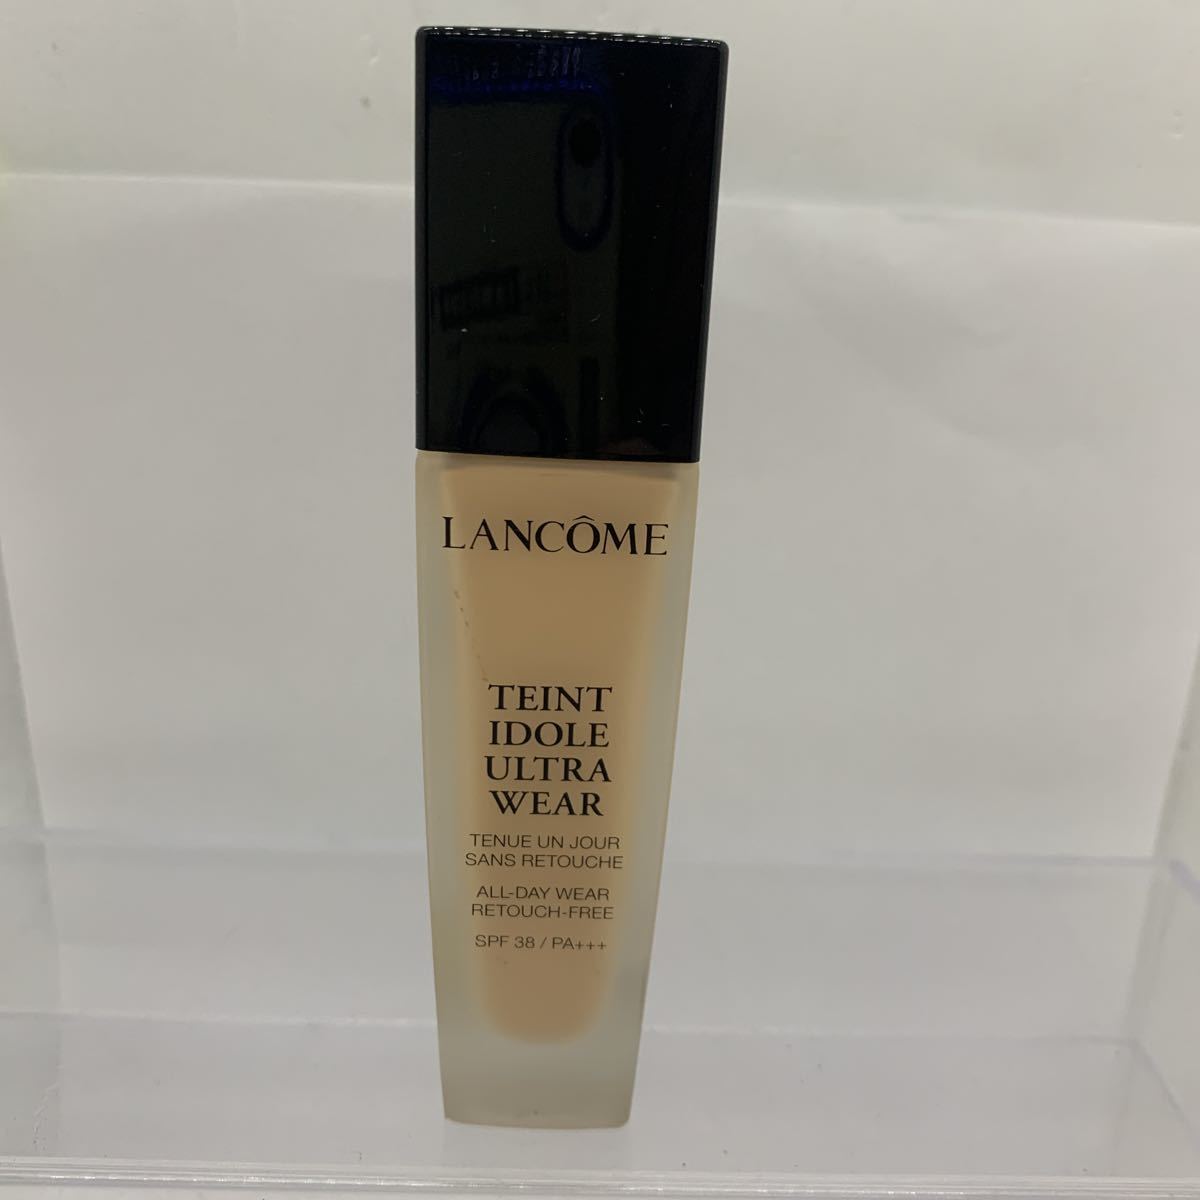 LANCÔME
TEINT
IDOLE
ULTRA
WEAR
TENUE UN JOUR
SANS RETOUCHE
ALL-DAY WEAR
RETOUCH-FREE
SPF 38 / PA+++